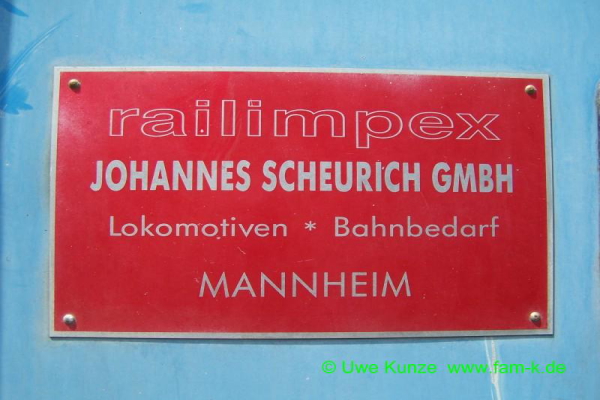 railimpex
JOHANNES SCHEURICH GMBH
Lokomotiven * Bahnbedarf
MANNHEIM
© Uwe Kunze www.fam-k.de